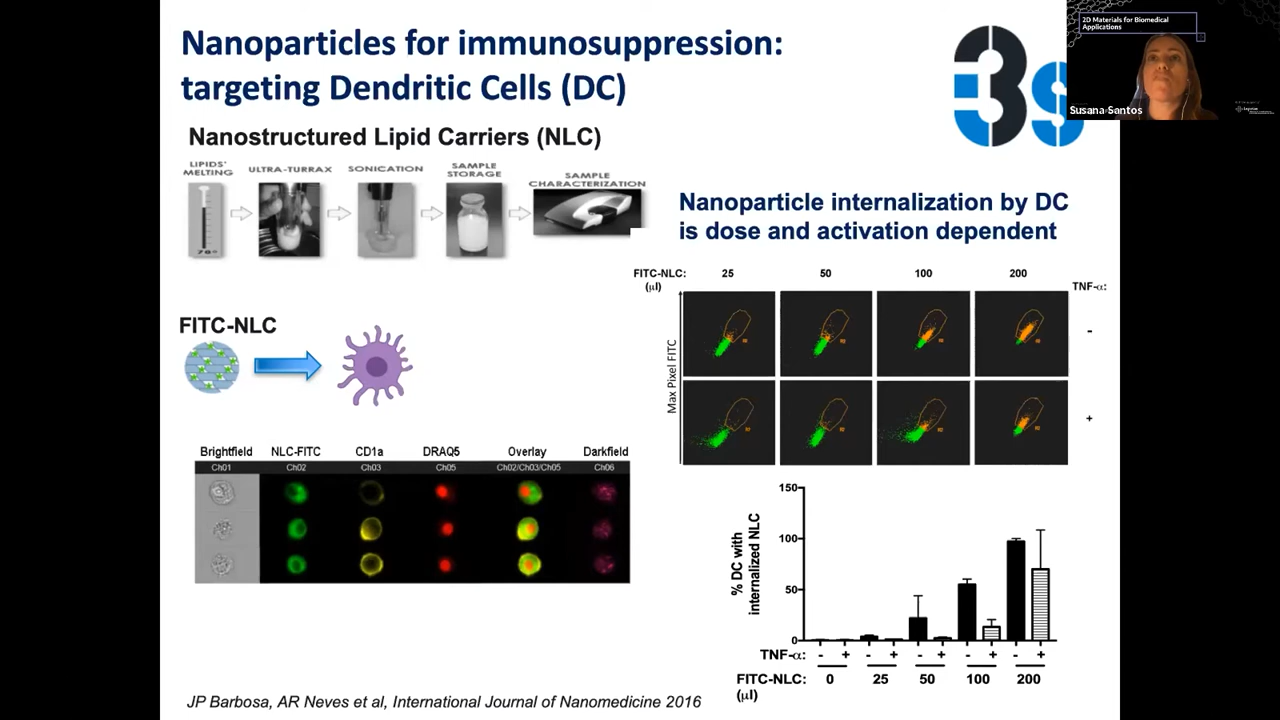 Nanoparticles for immunosuppression:
targeting Dendritic Cells (DC)
3s
2D Materials for Biomedical
Applications
Susana Santos
Nanostructured Lipid Carriers (NLC)
LIPIDS'
MELTING
ULTRA-TURRAX
SONICATION
SAMPLE
STORAGE
SAMPLE
CHARACTERIZATION
Nanoparticle internalization by DC
is dose and activation dependent
FITC-NLC:
(µl)
25
50
100
200
TNF-α:
-
+
Max Pixel FITC
FITC-NLC
Brightfield
NLC-FITC
CD1a
DRAQ5
Overlay
Darkfield
Ch01
Ch02
Ch03
Ch05
Ch02/Ch03/Ch05
Ch06
% DC with
internalized NLC
150
100
50
0
TNF-α: - + - + - + - + - +
FITC-NLC: 0 25 50 100 200
(µl)
JP Barbosa, AR Neves et al, International Journal of Nanomedicine 2016